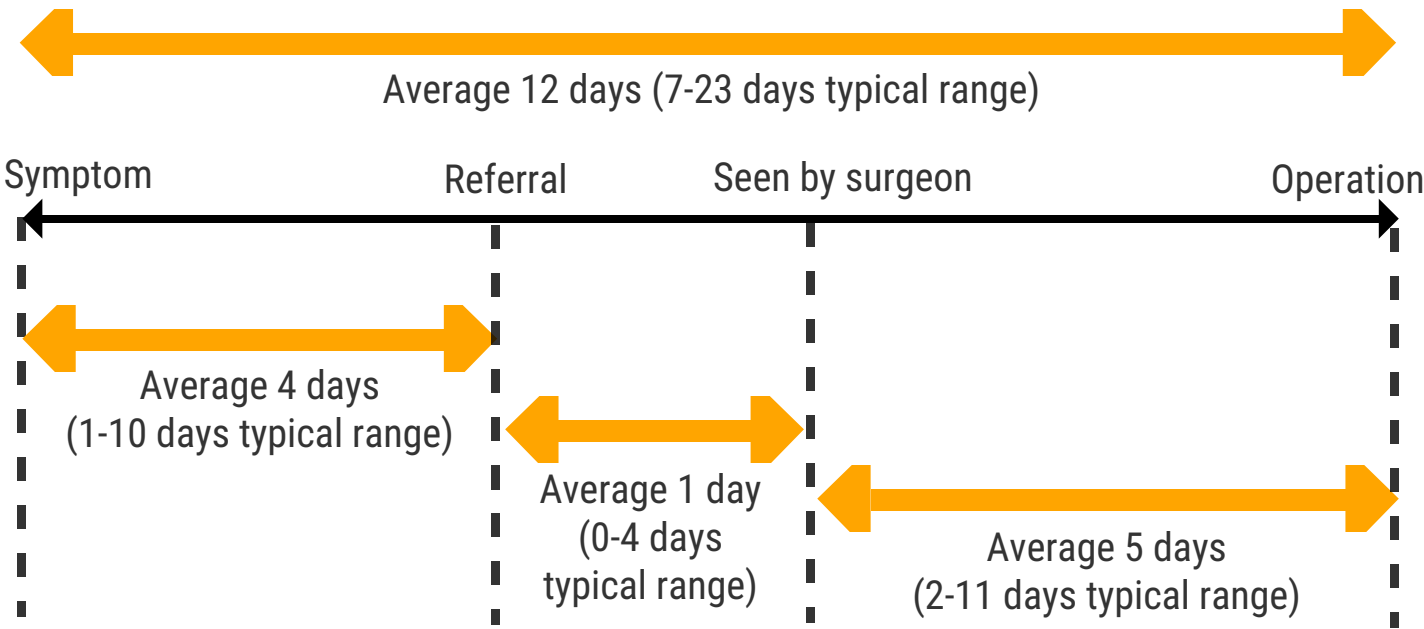 Average 12 days (7-23 days typical range)
Symptom
Referral
Seen by surgeon
Operation
Average 4 days
(1-10 days typical range)
Average 1 day
(0-4 days
typical range)
Average 5 days
(2-11 days typical range)